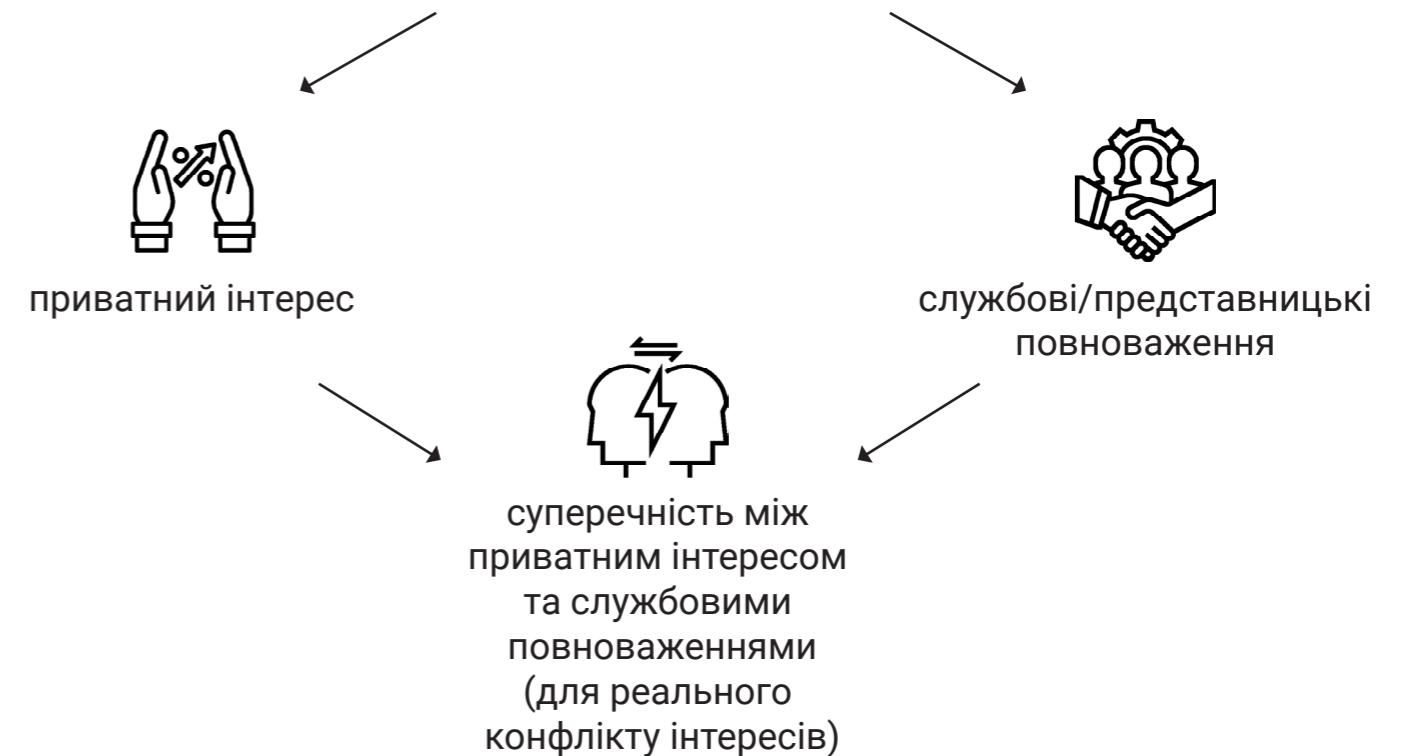 приватний інтерес
службові/представницькі
повноваження
суперечність між
приватним інтересом
та службовими
повноваженнями
(для реального
конфлікту інтересів)